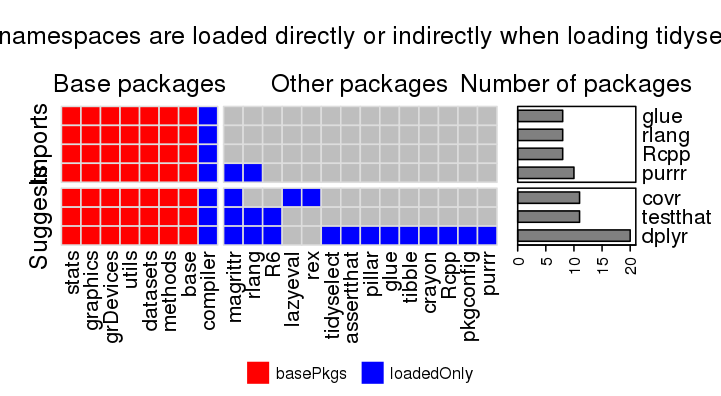 namespaces are loaded directly or indirectly when loading tidyse
Base packages
Other packages
Number of packages
Imports
Suggests
glue
rlang
Rcpp
purrr
covr
testthat
dplyr
stats
graphics
grDevices
utils
datasets
methods
base
compiler
magrittr
rlang
R6
lazyeval
rex
tidyselect
assertthat
pillar
glue
tibble
crayon
Rcpp
pkgconfig
purrr
0
5
10
15
20
basePkgs
loadedOnly